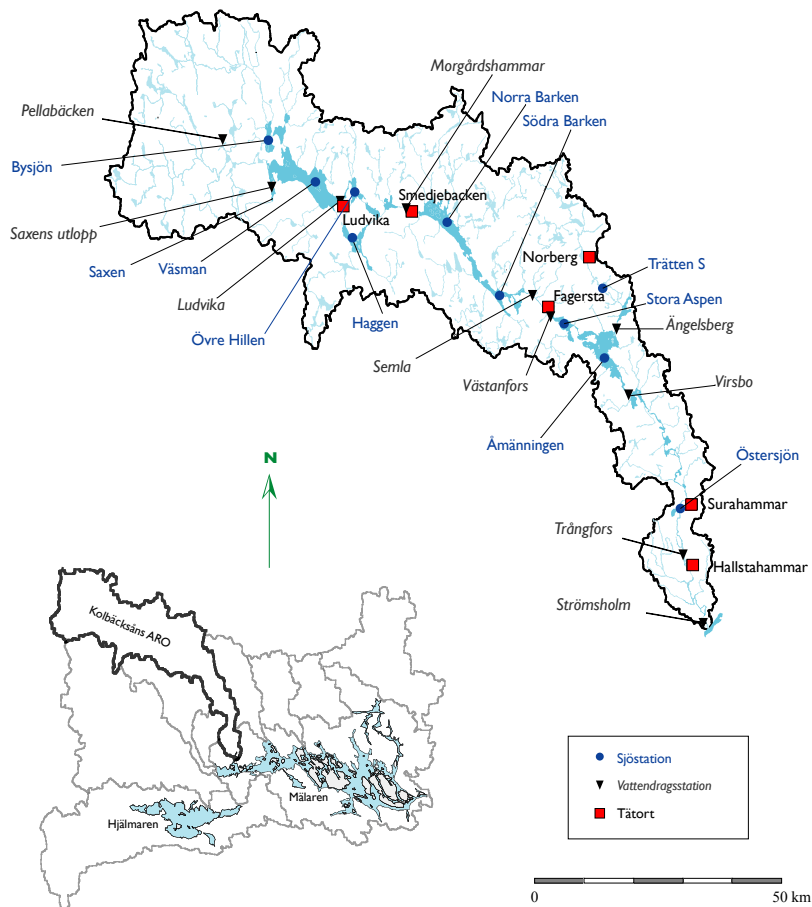 Morgårdshammar
Norra Barken
Pellabäcken
Södra Barken
Bysjön
Smedjebacken
Saxens utlopp
Ludvika
Norberg
Saxen
Väsman
Trätten S
Ludvika
Fagersta
Stora Aspen
Haggen
Ängelsberg
Övre Hillen
Semla
Västanfors
Virsbo
Åmänningen
Östersjön
N
Surahammar
Trångfors
Hallstahammar
Strömsholm
Kolbäcksåns ARO
Mälaren
Hjälmaren
Sjöstation
Vattendragsstation
Tätort
0 50 km